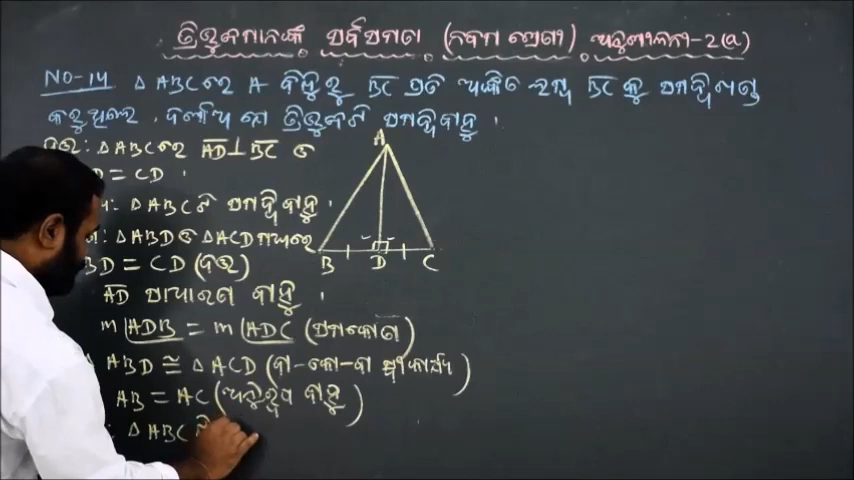 ତ୍ରିଭୁଜମାନଙ୍କ ସର୍ବସମତା (ନବମ ଶ୍ରେଣୀ) ଅନୁଶୀଳନୀ-2(a)
NO-14 △ ABCରେ A ବିନ୍ଦୁରୁ BC ପ୍ରତି ଅଙ୍କିତ ଲମ୍ବ BC କୁ ସମଦ୍ୱିଖଣ୍ଡ
କରୁଥିଲେ, ଦର୍ଶାଅ ଯେ ତ୍ରିଭୁଜଟି ସମଦ୍ୱିବାହୁ ।
ଦତ୍ତ: △ABCରେ AD⊥BC ଓ
D = CD ।
△ABCଟି ସମଦ୍ୱିବାହୁ ।
△ABD ଓ △ACD ମଧ୍ୟରେ
BD = CD (ଦତ୍ତ)
AD ସାଧାରଣ ବାହୁ ।
m∠ADB = m∠ADC (ସମକୋଣ)
ABD ≅ △ACD (ବା-କୋ-ବା ସ୍ୱୀକାର୍ଯ୍ୟ)
AB = AC (ଅନୁରୂପ ବାହୁ)
: △ABC ଟି
A
B D C